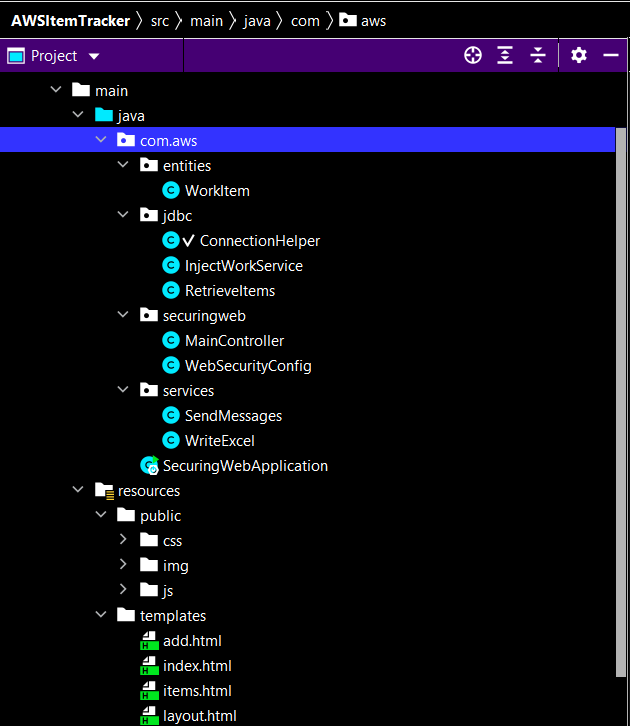 AWSItemTracker 〉 src 〉 main 〉 java 〉 com 〉 aws
Project
main
java
com.aws
entities
WorkItem
jdbc
ConnectionHelper
InjectWorkService
RetrieveItems
securingweb
MainController
WebSecurityConfig
services
SendMessages
WriteExcel
SecuringWebApplication
resources
public
css
img
js
templates
add.html
index.html
items.html
layout.html